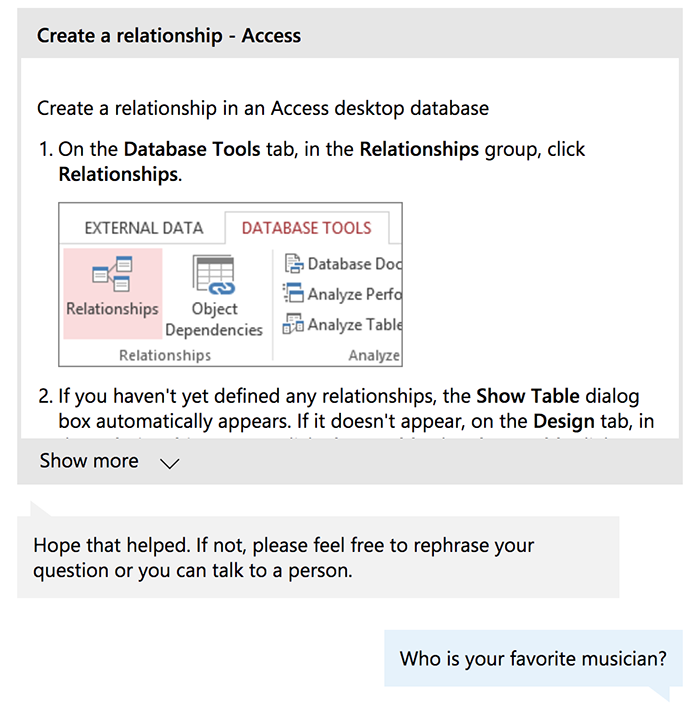 Create a relationship - Access
Create a relationship in an Access desktop database
1. On the Database Tools tab, in the Relationships group, click
Relationships.
EXTERNAL DATA
DATABASE TOOLS
Relationships
Object
Dependencies
Relationships
Database Doc
Analyze Perfo
Analyze Table
Analyze
2. If you haven't yet defined any relationships, the Show Table dialog
box automatically appears. If it doesn't appear, on the Design tab, in
Show more
Hope that helped. If not, please feel free to rephrase your
question or you can talk to a person.
Who is your favorite musician?